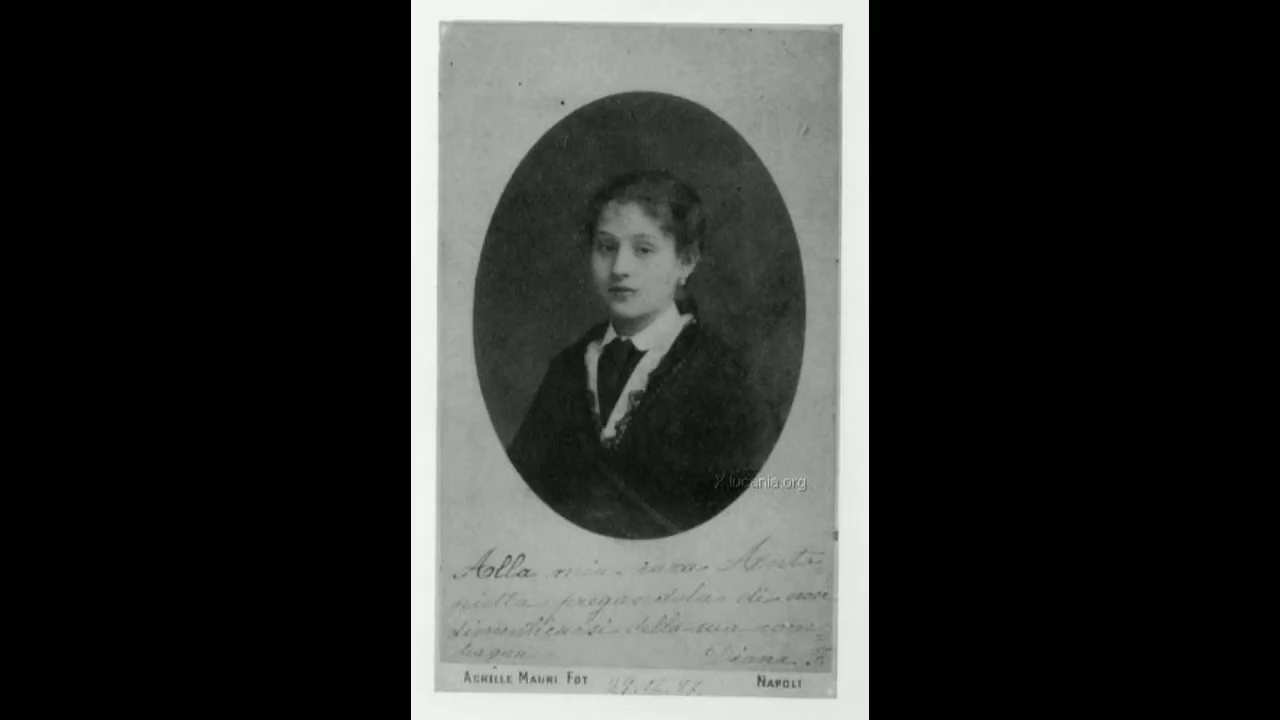 X.lucania.org
Alla mia cara Anto=
nietta pregandola di non
dimenticarsi della sua com=
pagna Diana F.
ACHILLE MAURI FOT NAPOLI